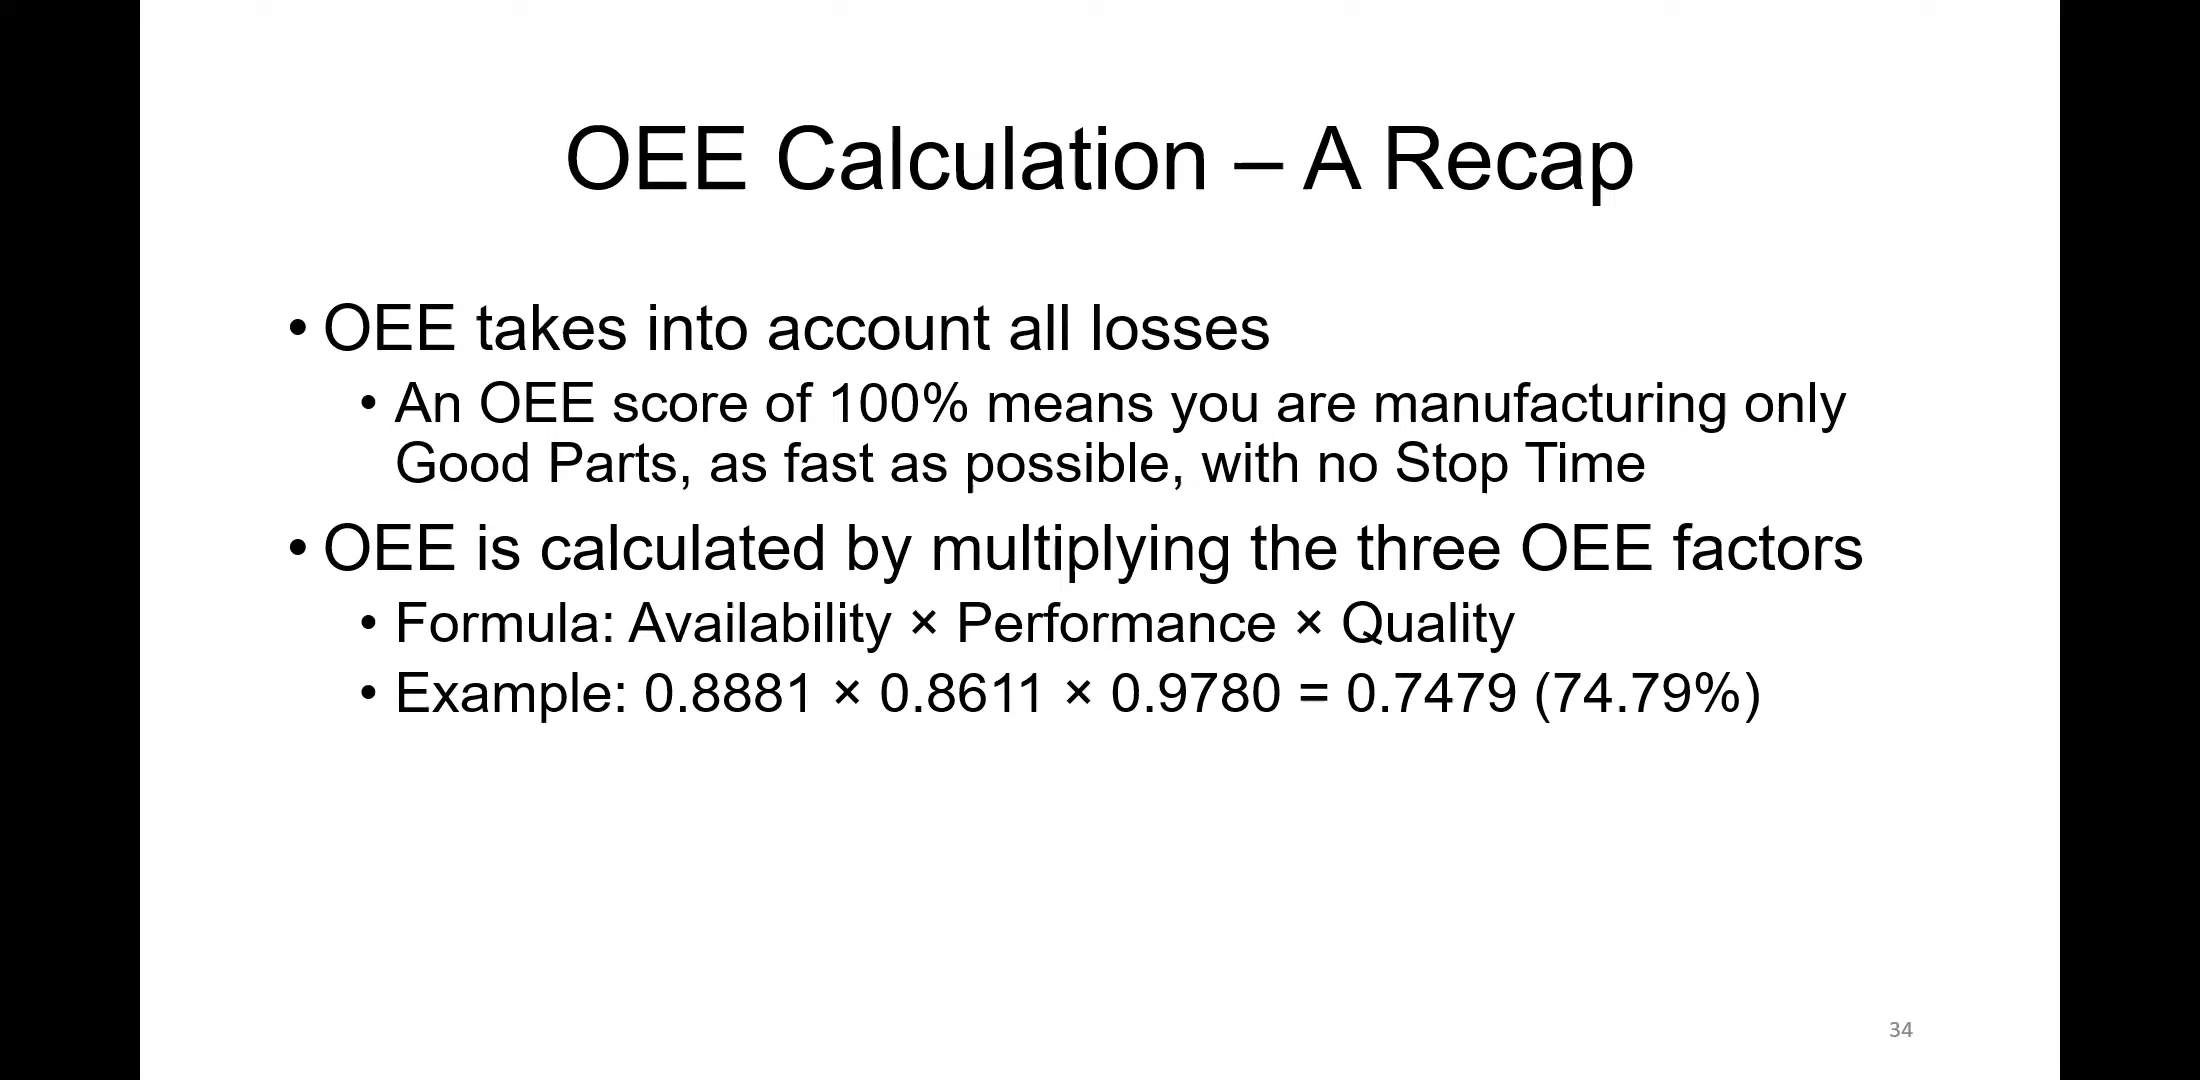 OEE Calculation – A Recap
• OEE takes into account all losses
• An OEE score of 100% means you are manufacturing only
Good Parts, as fast as possible, with no Stop Time
• OEE is calculated by multiplying the three OEE factors
• Formula: Availability × Performance × Quality
• Example: 0.8881 × 0.8611 × 0.9780 = 0.7479 (74.79%)
34